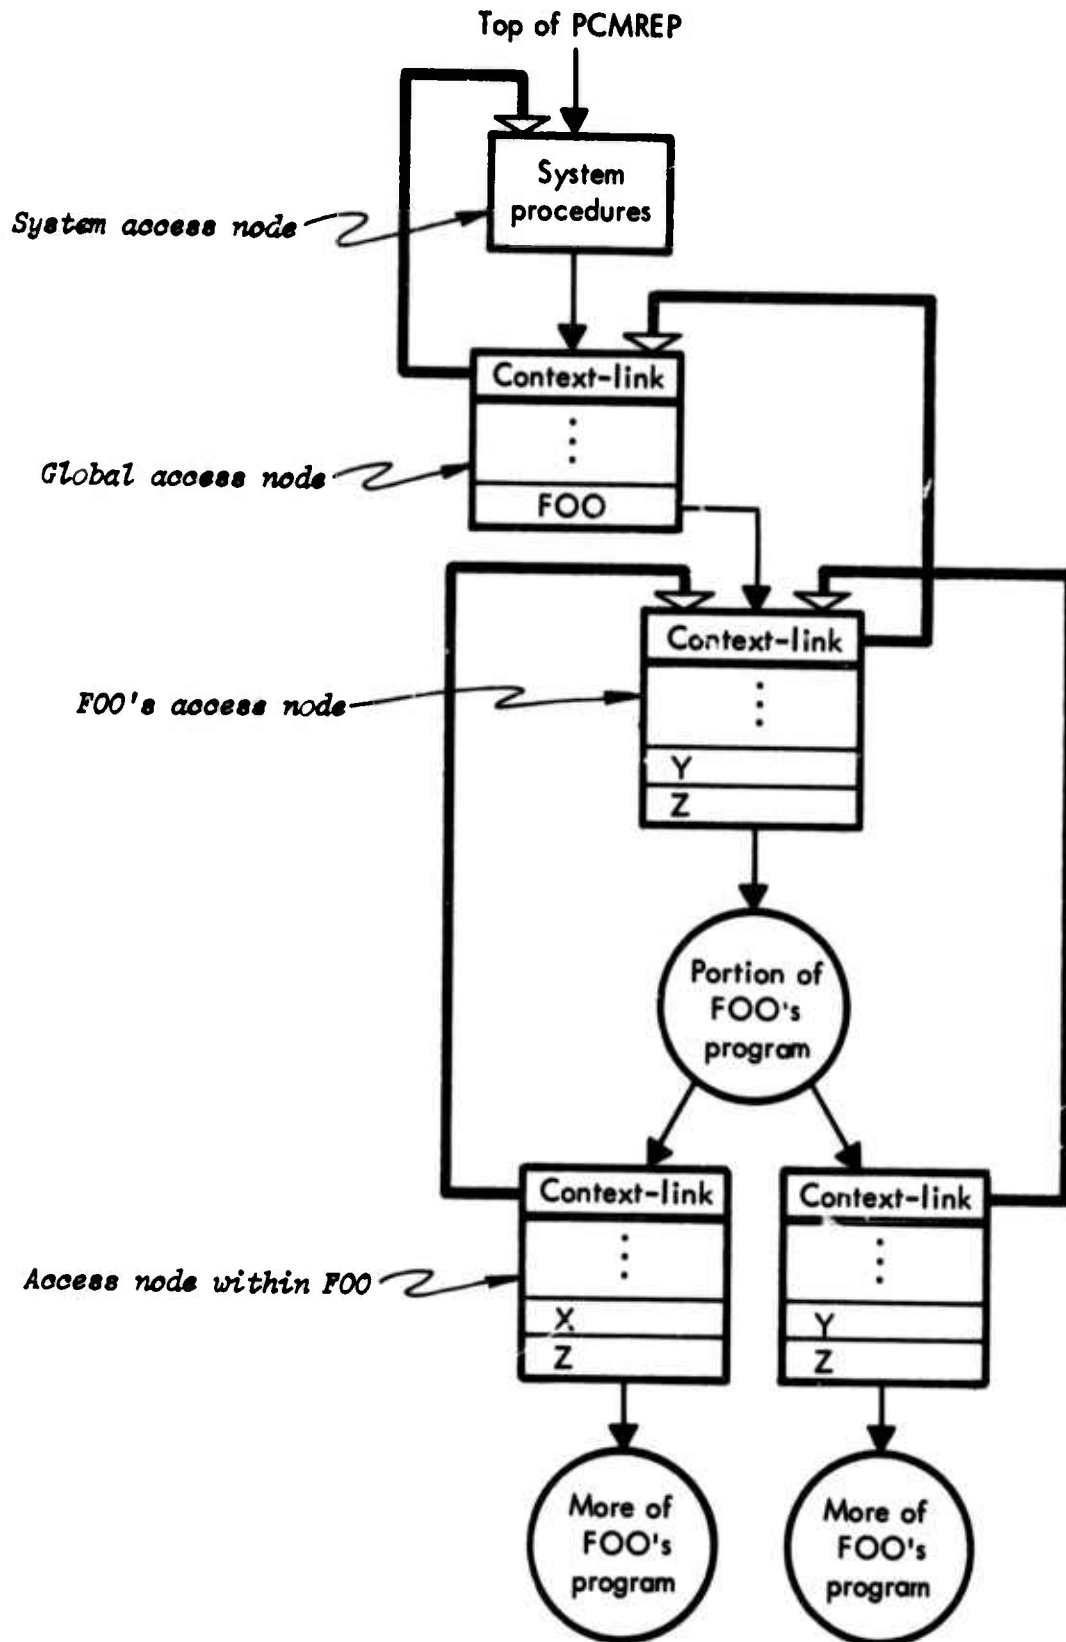 Top of PCMREP
System
procedures
System access node
Context-link
Global access node
FOO
Context-link
FOO's access node
Y
Z
Portion of
FOO's
program
Context-link
Context-link
Access node within FOO
X
Z
Y
Z
More of
FOO's
program
More of
FOO's
program